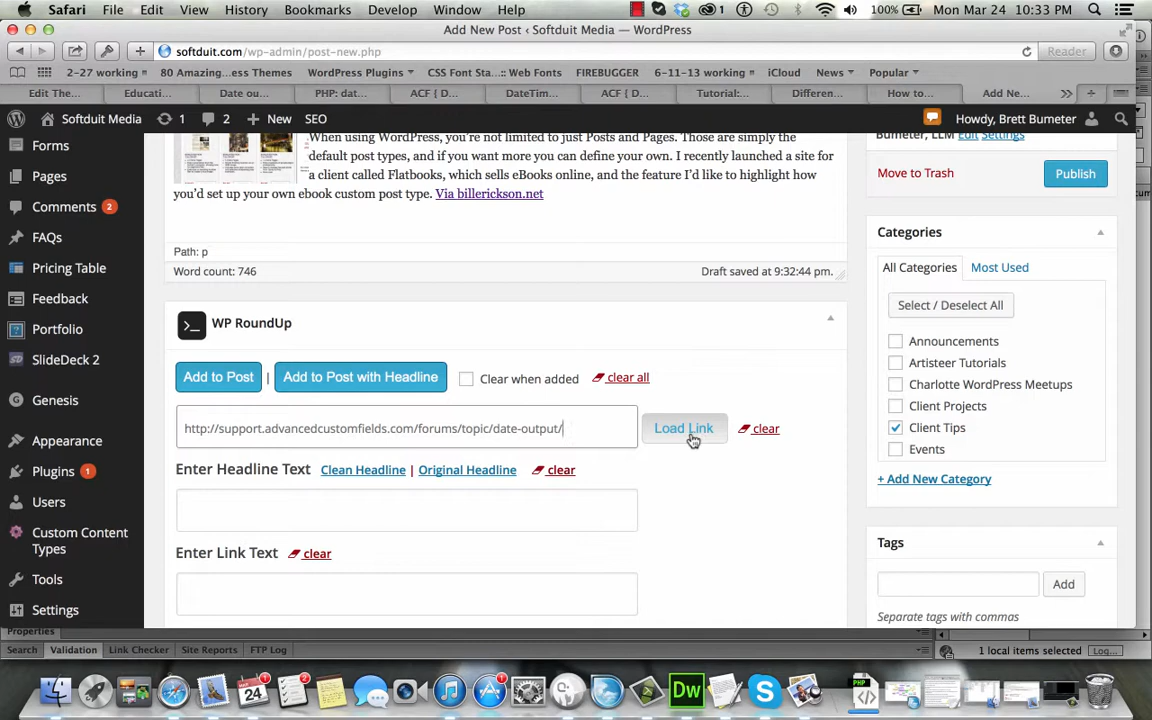 Safari File Edit View History Bookmarks Develop Window Help 1 100% Mon Mar 24 10:33 PM
Add New Post ‹ Softduit Media — WordPress
softduit.com/wp-admin/post-new.php Reader
2-27 working 80 Amazing...ess Themes WordPress Plugins CSS Font Sta...:: Web Fonts FIREBUGGER 6-11-13 working iCloud News Popular
Edit The... Educati... Date ou... PHP: dat... ACF { D... DateTim... ACF { D... Tutorial:... Differen... How to... Add Ne...
Softduit Media 1 2 New SEO Howdy, Brett Bumeter
Forms
Pages
Comments 2
FAQs
Pricing Table
Feedback
Portfolio
SlideDeck 2
Genesis
Appearance
Plugins 1
Users
Custom Content
Types
Tools
Settings
When using WordPress, you're not limited to just Posts and Pages. Those are simply the
default post types, and if you want more you can define your own. I recently launched a site for
a client called Flatbooks, which sells eBooks online, and the feature I'd like to highlight how
you'd set up your own ebook custom post type. Via billerickson.net
Path: p
Word count: 746 Draft saved at 9:32:44 pm.
>_ WP RoundUp
Add to Post | Add to Post with Headline Clear when added clear all
http://support.advancedcustomfields.com/forums/topic/date-output/ Load Link clear
Enter Headline Text Clean Headline | Original Headline clear
Enter Link Text clear
Bumeter, LLM Edit Settings
Move to Trash Publish
Categories
All Categories Most Used
Select / Deselect All
Announcements
Artisteer Tutorials
Charlotte WordPress Meetups
Client Projects
Client Tips
Events
+ Add New Category
Tags
Add
Separate tags with commas
Properties
Search Validation Link Checker Site Reports FTP Log 1 local items selected Log...
24
Dw
PHP